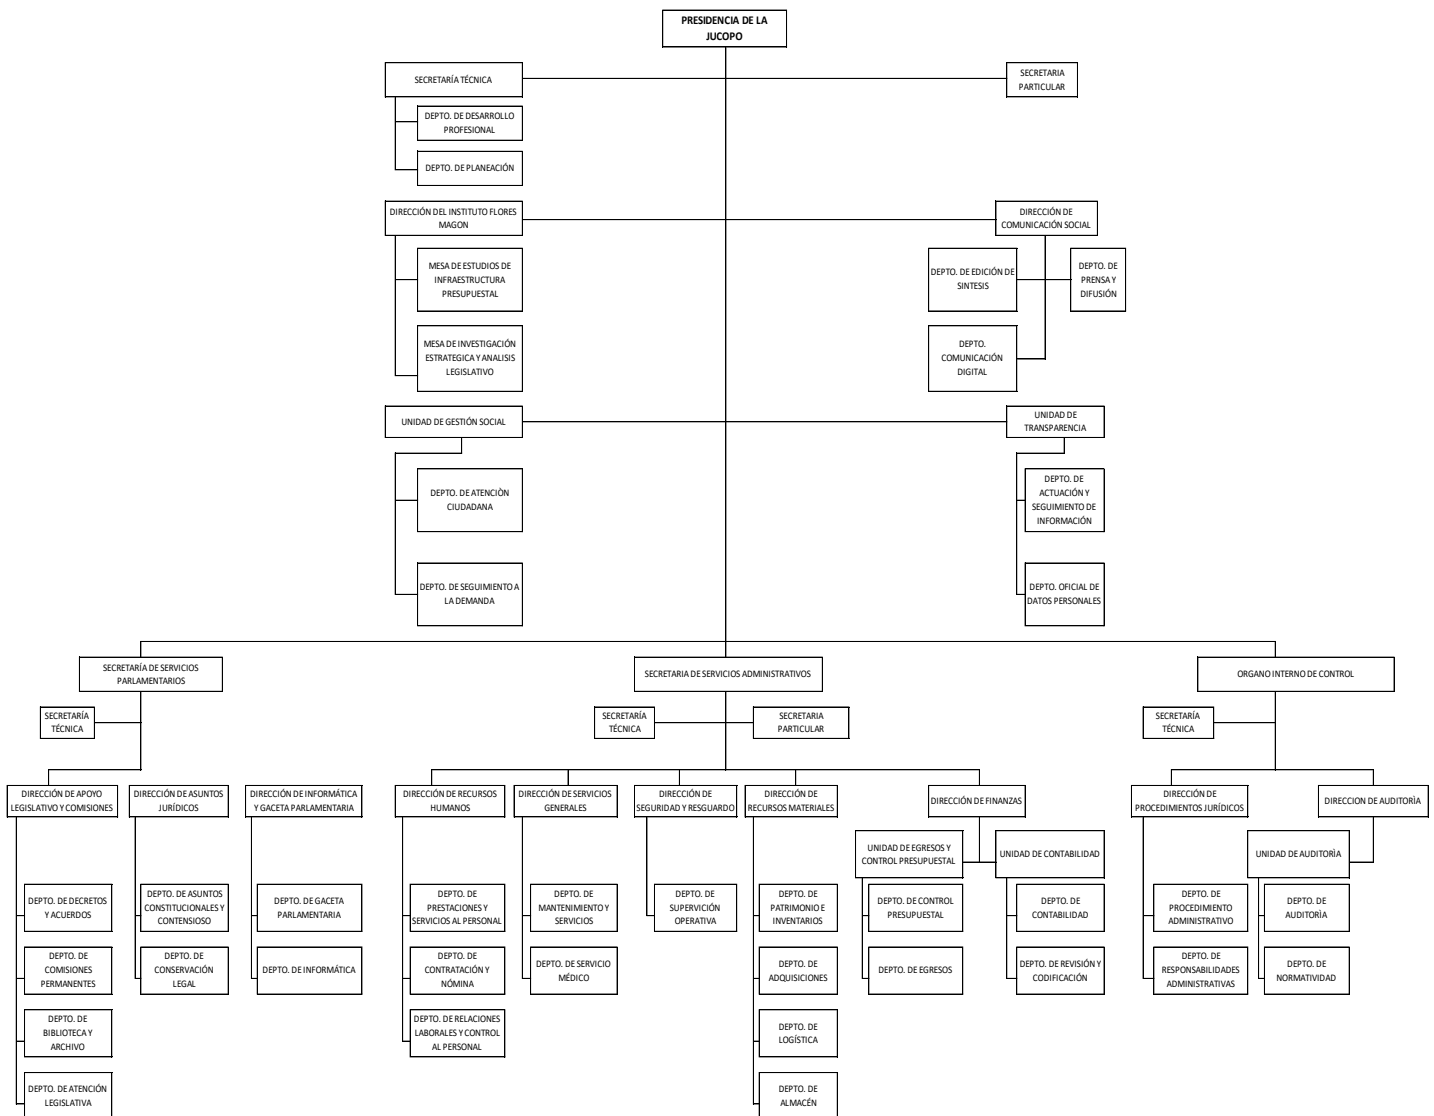 PRESIDENCIA DE LA
JUCOPO
SECRETARÍA TÉCNICA
SECRETARIA
PARTICULAR
DEPTO. DE DESARROLLO
PROFESIONAL
DEPTO. DE PLANEACIÓN
DIRECCIÓN DEL INSTITUTO FLORES
MAGON
DIRECCIÓN DE
COMUNICACIÓN SOCIAL
MESA DE ESTUDIOS DE
INFRAESTRUCTURA
PRESUPUESTAL
DEPTO. DE EDICIÓN DE
SINTESIS
DEPTO. DE
PRENSA Y
DIFUSIÓN
MESA DE INVESTIGACIÓN
ESTRATEGICA Y ANALISIS
LEGISLATIVO
DEPTO.
COMUNICACIÓN
DIGITAL
UNIDAD DE GESTIÓN SOCIAL
UNIDAD DE
TRANSPARENCIA
DEPTO. DE ATENCIÒN
CIUDADANA
DEPTO. DE
ACTUACIÓN Y
SEGUIMIENTO DE
INFORMACIÓN
DEPTO. DE SEGUIMIENTO A
LA DEMANDA
DEPTO. OFICIAL DE
DATOS PERSONALES
SECRETARÍA DE SERVICIOS
PARLAMENTARIOS
SECRETARIA DE SERVICIOS ADMINISTRATIVOS
ORGANO INTERNO DE CONTROL
SECRETARÍA
TÉCNICA
SECRETARÍA
TÉCNICA
SECRETARIA
PARTICULAR
SECRETARÍA
TÉCNICA
DIRECCIÓN DE APOYO
LEGISLATIVO Y COMISIONES
DIRECCIÓN DE ASUNTOS
JURÍDICOS
DIRECCIÓN DE INFORMÁTICA
Y GACETA PARLAMENTARIA
DIRECCIÓN DE RECURSOS
HUMANOS
DIRECCIÓN DE SERVICIOS
GENERALES
DIRECCIÓN DE
SEGURIDAD Y RESGUARDO
DIRECCIÓN DE
RECURSOS MATERIALES
DIRECCIÓN DE FINANZAS
DIRECCIÓN DE
PROCEDIMIENTOS JURÍDICOS
DIRECCION DE AUDITORÌA
UNIDAD DE EGRESOS Y
CONTROL PRESUPUESTAL
UNIDAD DE CONTABILIDAD
UNIDAD DE AUDITORÌA
DEPTO. DE DECRETOS
Y ACUERDOS
DEPTO. DE ASUNTOS
CONSTITUCIONALES Y
CONTENSIOSO
DEPTO. DE GACETA
PARLAMENTARIA
DEPTO. DE
PRESTACIONES Y
SERVICIOS AL PERSONAL
DEPTO. DE
MANTENIMIENTO Y
SERVICIOS
DEPTO. DE
SUPERVICIÓN
OPERATIVA
DEPTO. DE
PATRIMONIO E
INVENTARIOS
DEPTO. DE CONTROL
PRESUPUESTAL
DEPTO. DE
CONTABILIDAD
DEPTO. DE
PROCEDIMIENTO
ADMINISTRATIVO
DEPTO. DE
AUDITORÌA
DEPTO. DE
COMISIONES
PERMANENTES
DEPTO. DE
CONSERVACIÓN
LEGAL
DEPTO. DE INFORMÁTICA
DEPTO. DE
CONTRATACIÓN Y
NÓMINA
DEPTO. DE SERVICIO
MÉDICO
DEPTO. DE
ADQUISICIONES
DEPTO. DE EGRESOS
DEPTO. DE REVISIÓN Y
CODIFICACIÓN
DEPTO. DE
RESPONSABILIDADES
ADMINISTRATIVAS
DEPTO. DE
NORMATIVIDAD
DEPTO. DE
BIBLIOTECA Y
ARCHIVO
DEPTO. DE RELACIONES
LABORALES Y CONTROL
AL PERSONAL
DEPTO. DE
LOGÍSTICA
DEPTO. DE ATENCIÓN
LEGISLATIVA
DEPTO. DE
ALMACÉN